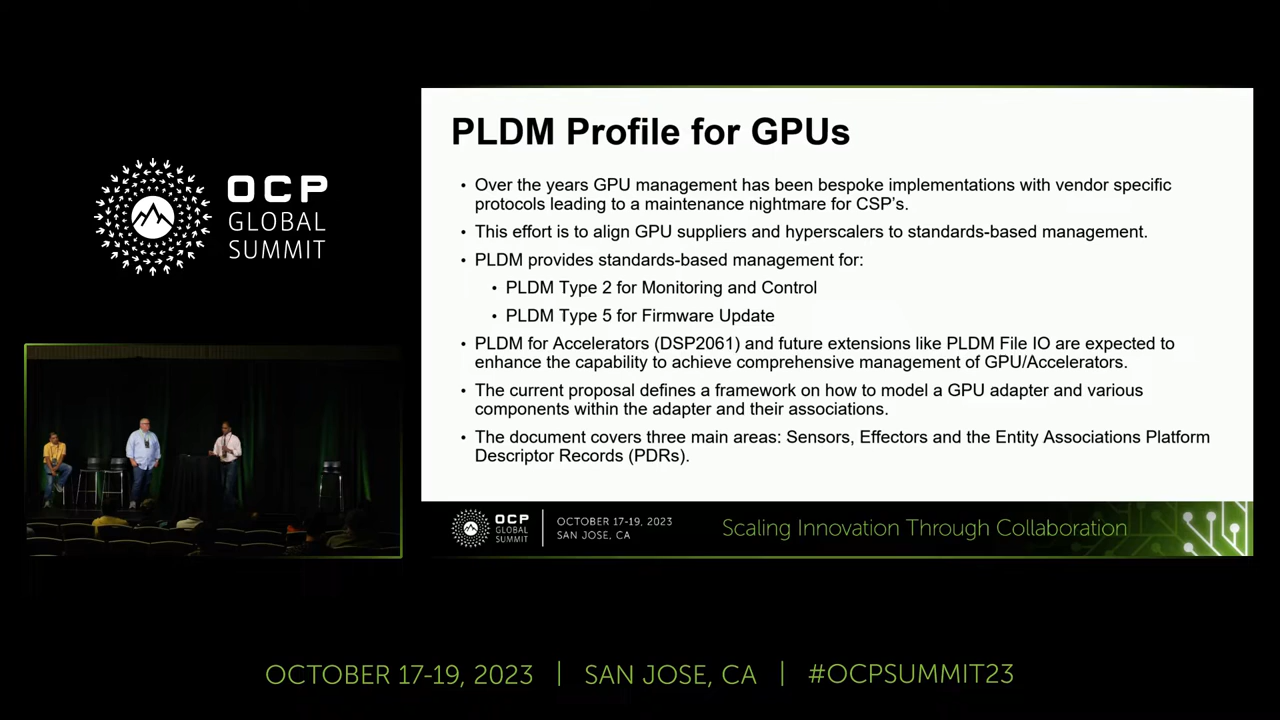 OCP
GLOBAL
SUMMIT
PLDM Profile for GPUs
• Over the years GPU management has been bespoke implementations with vendor specific
protocols leading to a maintenance nightmare for CSP's.
• This effort is to align GPU suppliers and hyperscalers to standards-based management.
• PLDM provides standards-based management for:
• PLDM Type 2 for Monitoring and Control
• PLDM Type 5 for Firmware Update
• PLDM for Accelerators (DSP2061) and future extensions like PLDM File IO are expected to
enhance the capability to achieve comprehensive management of GPU/Accelerators.
• The current proposal defines a framework on how to model a GPU adapter and various
components within the adapter and their associations.
• The document covers three main areas: Sensors, Effectors and the Entity Associations Platform
Descriptor Records (PDRs).
OCP
GLOBAL
SUMMIT
OCTOBER 17-19, 2023
SAN JOSE, CA
Scaling Innovation Through Collaboration
OCTOBER 17-19, 2023 | SAN JOSE, CA | #OCPSUMMIT23